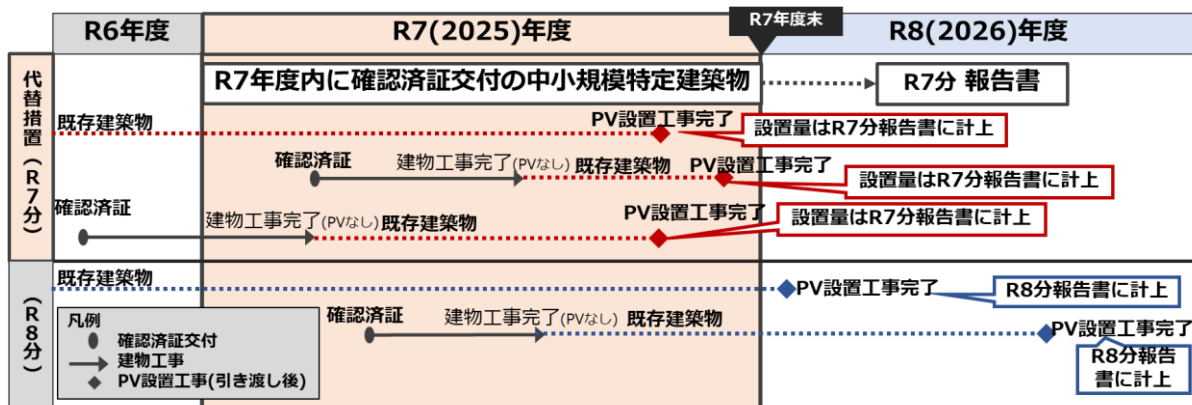 R6年度
R7(2025)年度
R7年度末
R8(2026)年度
代替措置(R7分)
R7年度内に確認済証交付の中小規模特定建築物
R7分 報告書
既存建築物
PV設置工事完了
設置量はR7分報告書に計上
確認済証
建物工事完了(PVなし)
既存建築物
PV設置工事完了
設置量はR7分報告書に計上
確認済証
建物工事完了(PVなし)
既存建築物
PV設置工事完了
設置量はR7分報告書に計上
(R8分)
既存建築物
PV設置工事完了
R8分報告書に計上
確認済証
建物工事完了(PVなし)
既存建築物
PV設置工事完了
R8分報告
書に計上
凡例
確認済証交付
建物工事
PV設置工事(引き渡し後)